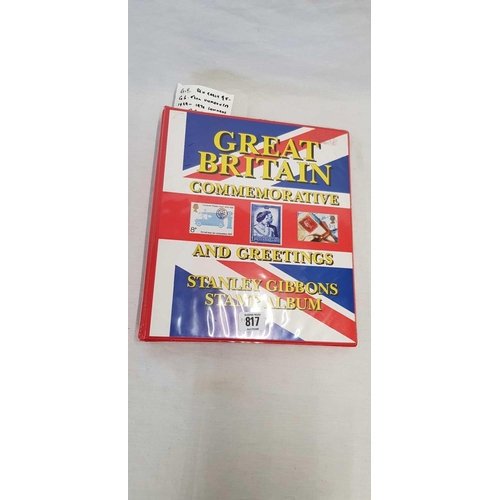 GREAT
BRITAIN
COMMEMORATIVE
AND GREETINGS
STANLEY GIBBONS
STAMP ALBUM
817